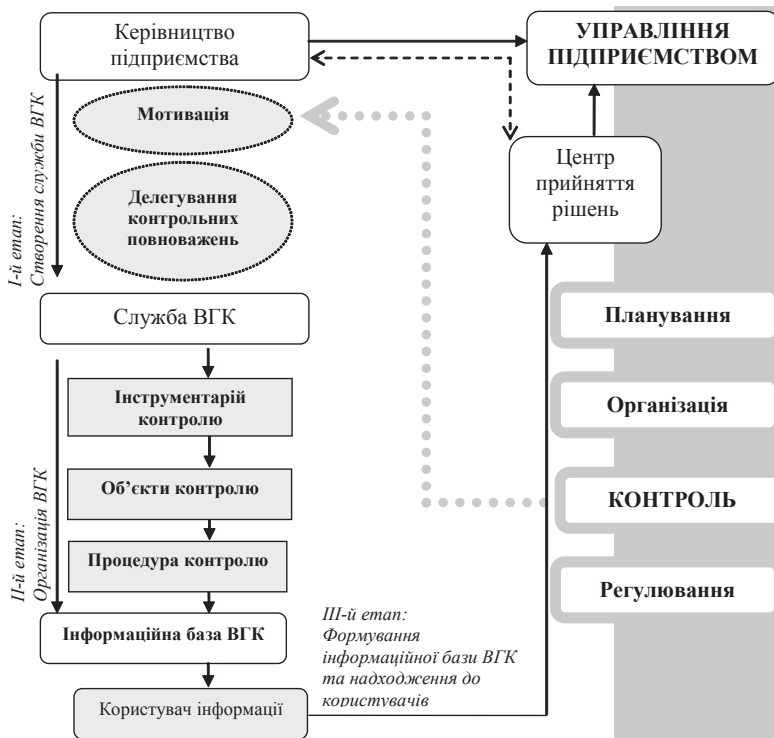 Керівництво
підприємства
УПРАВЛІННЯ
ПІДПРИЄМСТВОМ
Мотивація
Делегування
контрольних
повноважень
Центр
прийняття
рішень
І-й етап:
Створення служби ВГК
Служба ВГК
Планування
Інструментарій
контролю
Організація
Об’єкти контролю
КОНТРОЛЬ
Процедура контролю
Регулювання
ІІ-й етап:
Організація ВГК
Інформаційна база ВГК
ІІІ-й етап:
Формування
інформаційної бази ВГК
та надходження до
користувачів
Користувач інформації